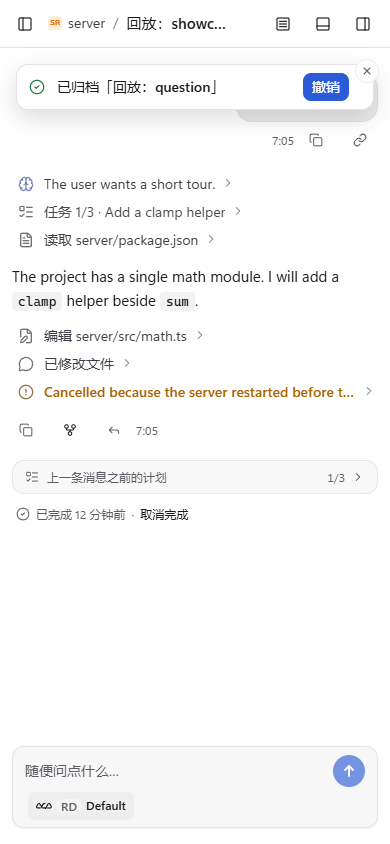 SR server / 回放：showc...
已归档「回放：question」 撤销
7:05
The user wants a short tour.
任务 1/3 · Add a clamp helper
读取 server/package.json
The project has a single math module. I will add a
clamp helper beside sum.
编辑 server/src/math.ts
已修改文件
Cancelled because the server restarted before t...
7:05
上一条消息之前的计划 1/3
已完成 12 分钟前 · 取消完成
随便问点什么...
RD Default